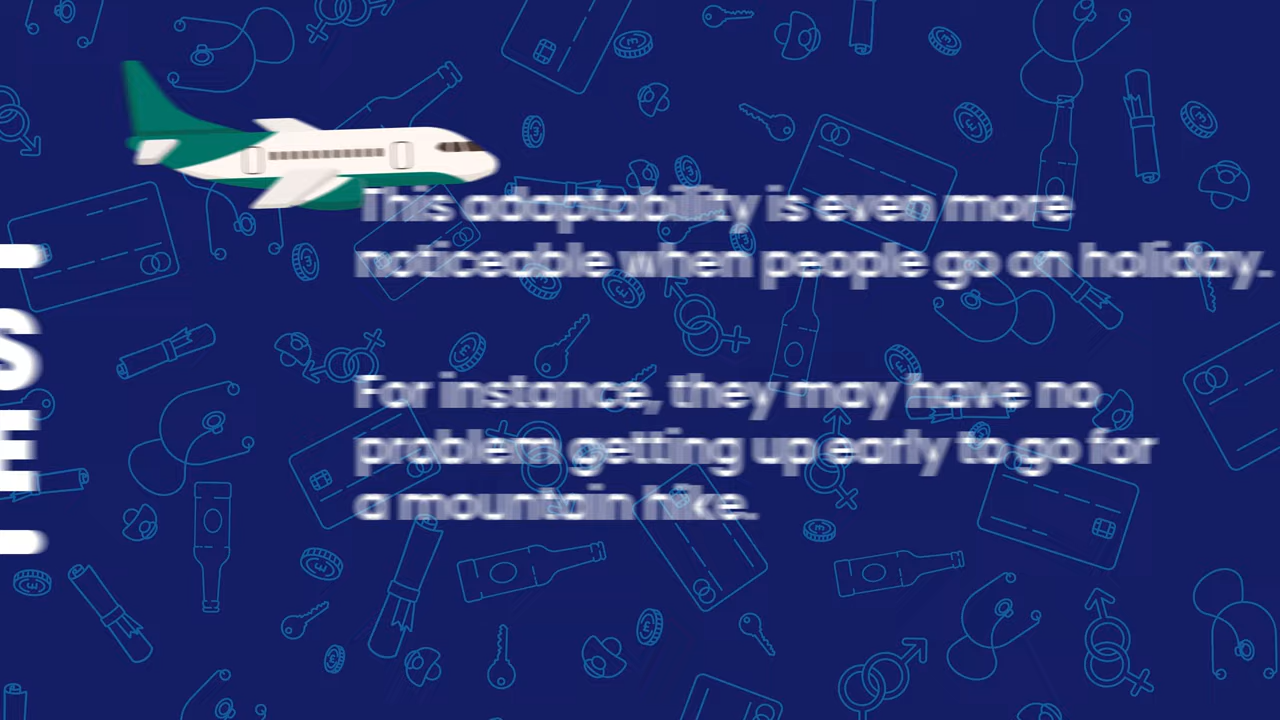 This adaptability is even more
noticeable when people go on holiday.
For instance, they may have no
problem getting up early to go for
a mountain hike.